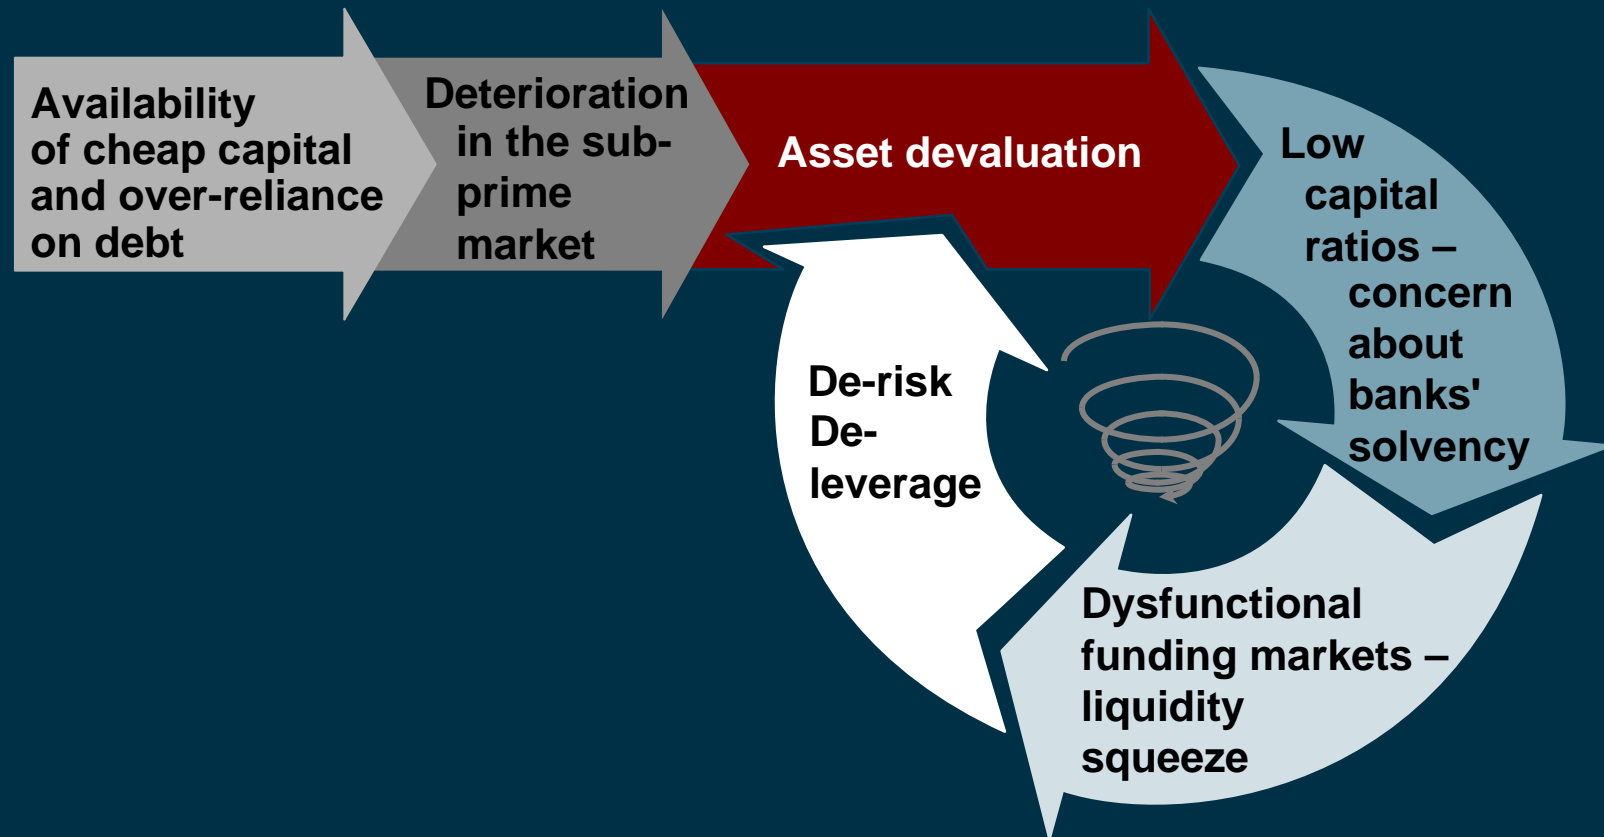 Availability
of cheap capital
and over-reliance
on debt
Deterioration
in the sub-
prime
market
Asset devaluation
Low
capital
ratios –
concern
about
banks'
solvency
Dysfunctional
funding markets –
liquidity
squeeze
De-risk
De-
leverage